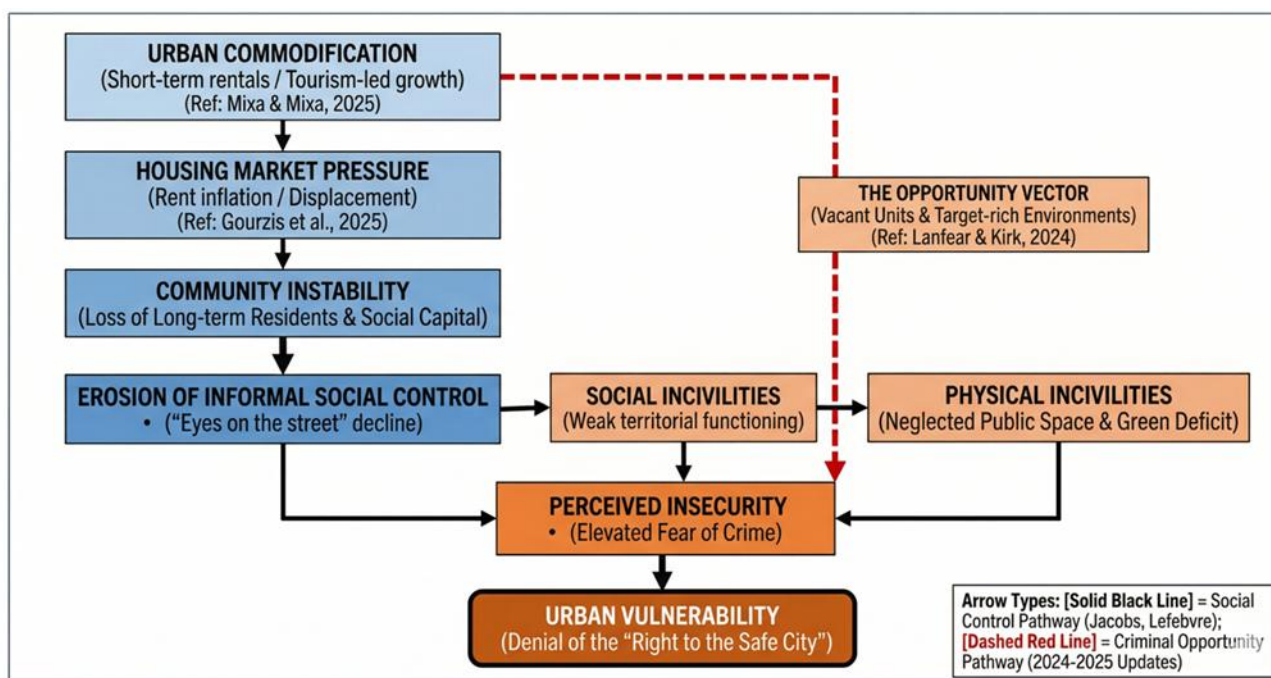 URBAN COMMODIFICATION
(Short-term rentals / Tourism-led growth)
(Ref: Mixa & Mixa, 2025)
HOUSING MARKET PRESSURE
(Rent inflation / Displacement)
(Ref: Gourzis et al., 2025)
THE OPPORTUNITY VECTOR
(Vacant Units & Target-rich Environments)
(Ref: Lanfear & Kirk, 2024)
COMMUNITY INSTABILITY
(Loss of Long-term Residents & Social Capital)
EROSION OF INFORMAL SOCIAL CONTROL
• (“Eyes on the street” decline)
SOCIAL INCIVILITIES
(Weak territorial functioning)
PHYSICAL INCIVILITIES
(Neglected Public Space & Green Deficit)
PERCEIVED INSECURITY
• (Elevated Fear of Crime)
URBAN VULNERABILITY
(Denial of the “Right to the Safe City”)
Arrow Types: [Solid Black Line] = Social
Control Pathway (Jacobs, Lefebvre);
[Dashed Red Line] = Criminal Opportunity
Pathway (2024-2025 Updates)